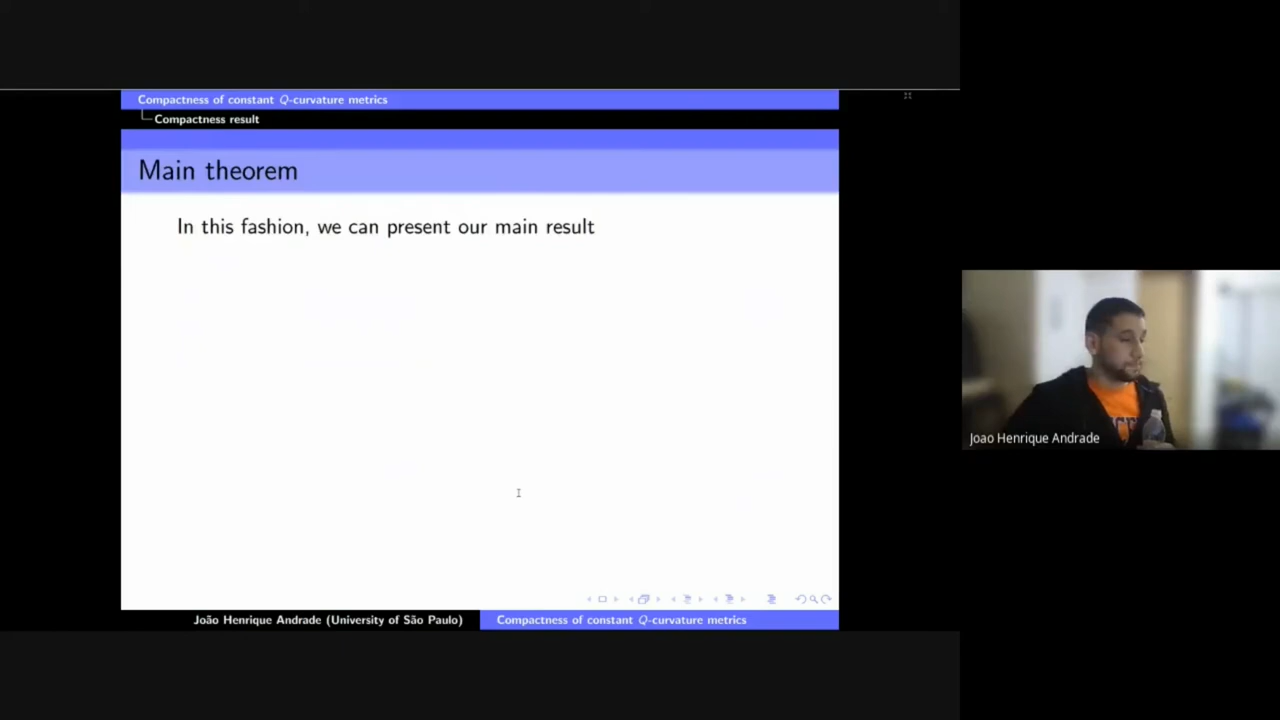 Compactness of constant Q-curvature metrics
Compactness result
Main theorem
In this fashion, we can present our main result
João Henrique Andrade (University of São Paulo)
Compactness of constant Q-curvature metrics
Joao Henrique Andrade